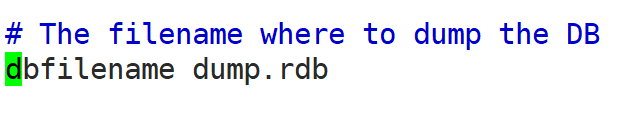 # The filename where to dump the DB
dbfilename dump.rdb